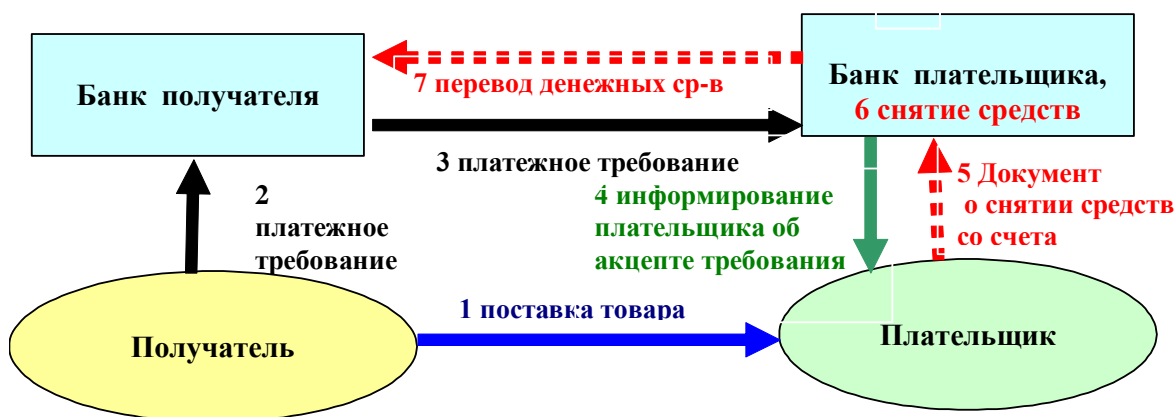 Банк получателя
7 перевод денежных ср-в
Банк плательщика,
6 снятие средств
3 платежное требование
2
платежное
требование
4 информирование
плательщика об
акцепте требования
5 Документ
о снятии средств
со счета
1 поставка товара
Получатель
Плательщик